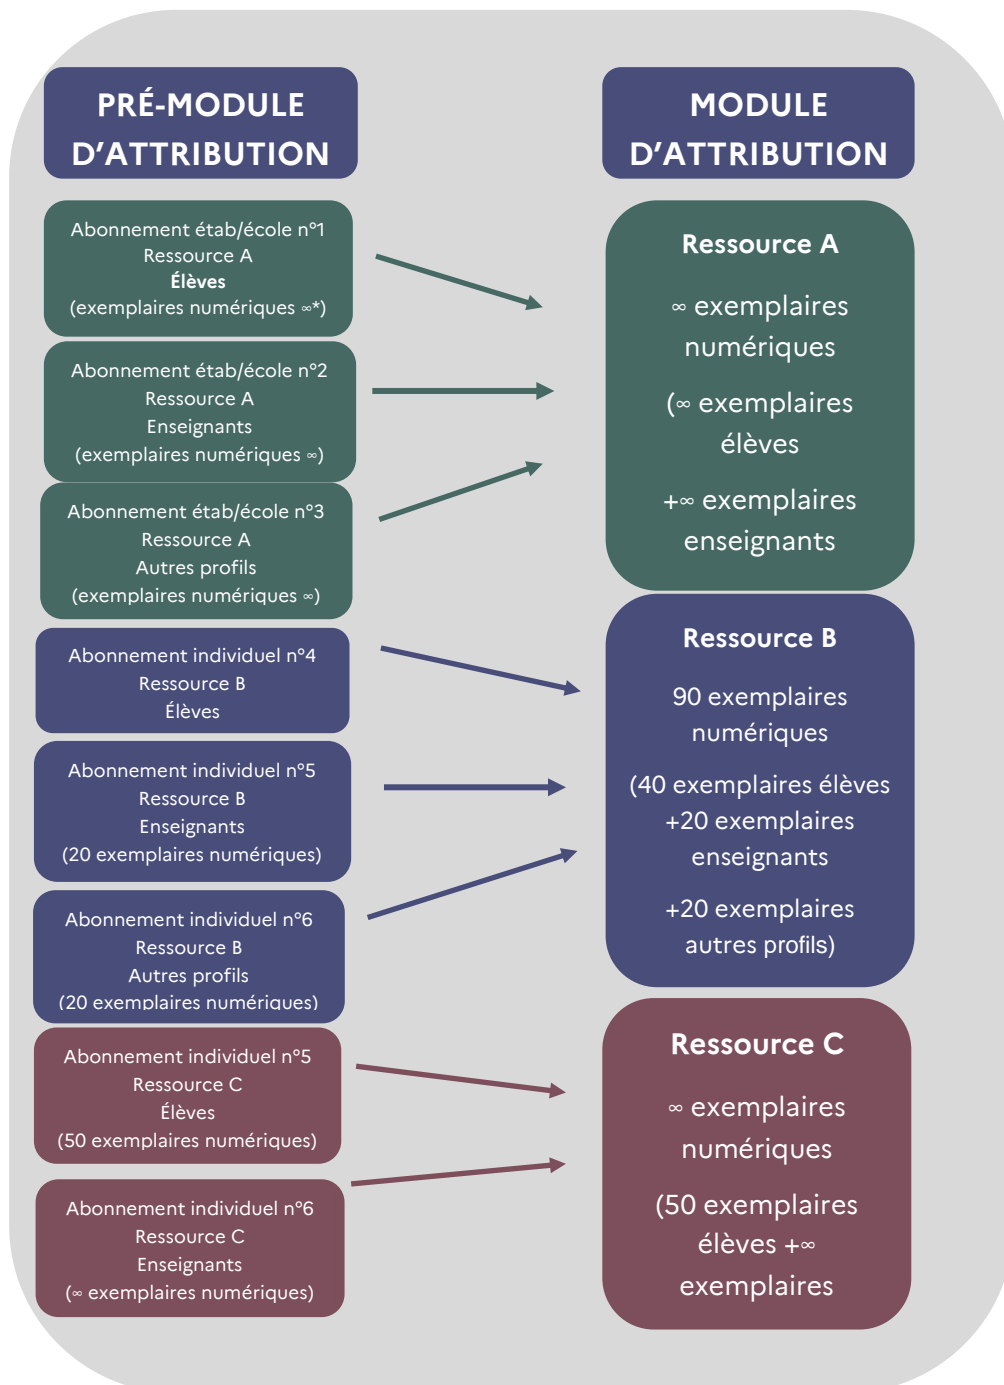 PRÉ-MODULE
D'ATTRIBUTION
Abonnement étab/école n°1
Ressource A
Élèves
(exemplaires numériques ∞*)
Abonnement étab/école n°2
Ressource A
Enseignants
(exemplaires numériques ∞)
Abonnement étab/école n°3
Ressource A
Autres profils
(exemplaires numériques ∞)
Abonnement individuel n°4
Ressource B
Élèves
Abonnement individuel n°5
Ressource B
Enseignants
(20 exemplaires numériques)
Abonnement individuel n°6
Ressource B
Autres profils
(20 exemplaires numériques)
Abonnement individuel n°5
Ressource C
Élèves
(50 exemplaires numériques)
Abonnement individuel n°6
Ressource C
Enseignants
(∞ exemplaires numériques)
MODULE
D'ATTRIBUTION
Ressource A
∞ exemplaires
numériques
(∞ exemplaires
élèves
+∞ exemplaires
enseignants
Ressource B
90 exemplaires
numériques
(40 exemplaires élèves
+20 exemplaires
enseignants
+20 exemplaires
autres profils)
Ressource C
∞ exemplaires
numériques
(50 exemplaires
élèves +∞
exemplaires